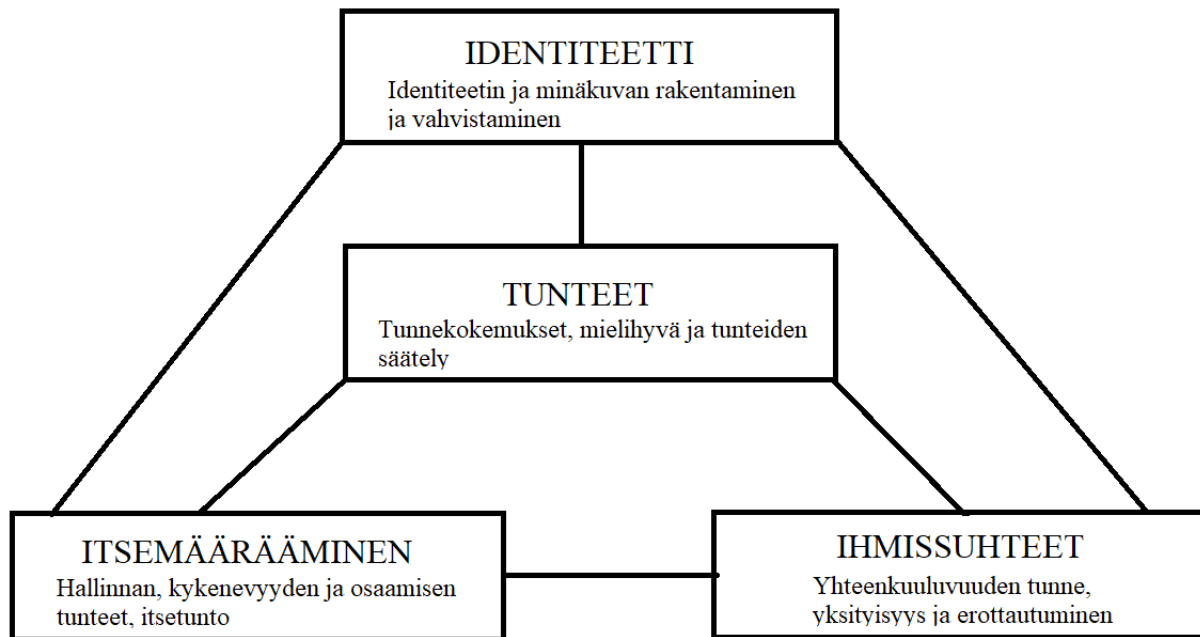 IDENTITEETTI
Identiteetin ja minäkuvan rakentaminen
ja vahvistaminen
TUNTEET
Tunnekokemukset, mielihyvä ja tunteiden
säätely
ITSEMÄÄRÄÄMINEN
Hallinnan, kykenevyyden ja osaamisen
tunteet, itsetunto
IHMISSUHTEET
Yhteenkuuluvuuden tunne,
yksityisyys ja erottautuminen